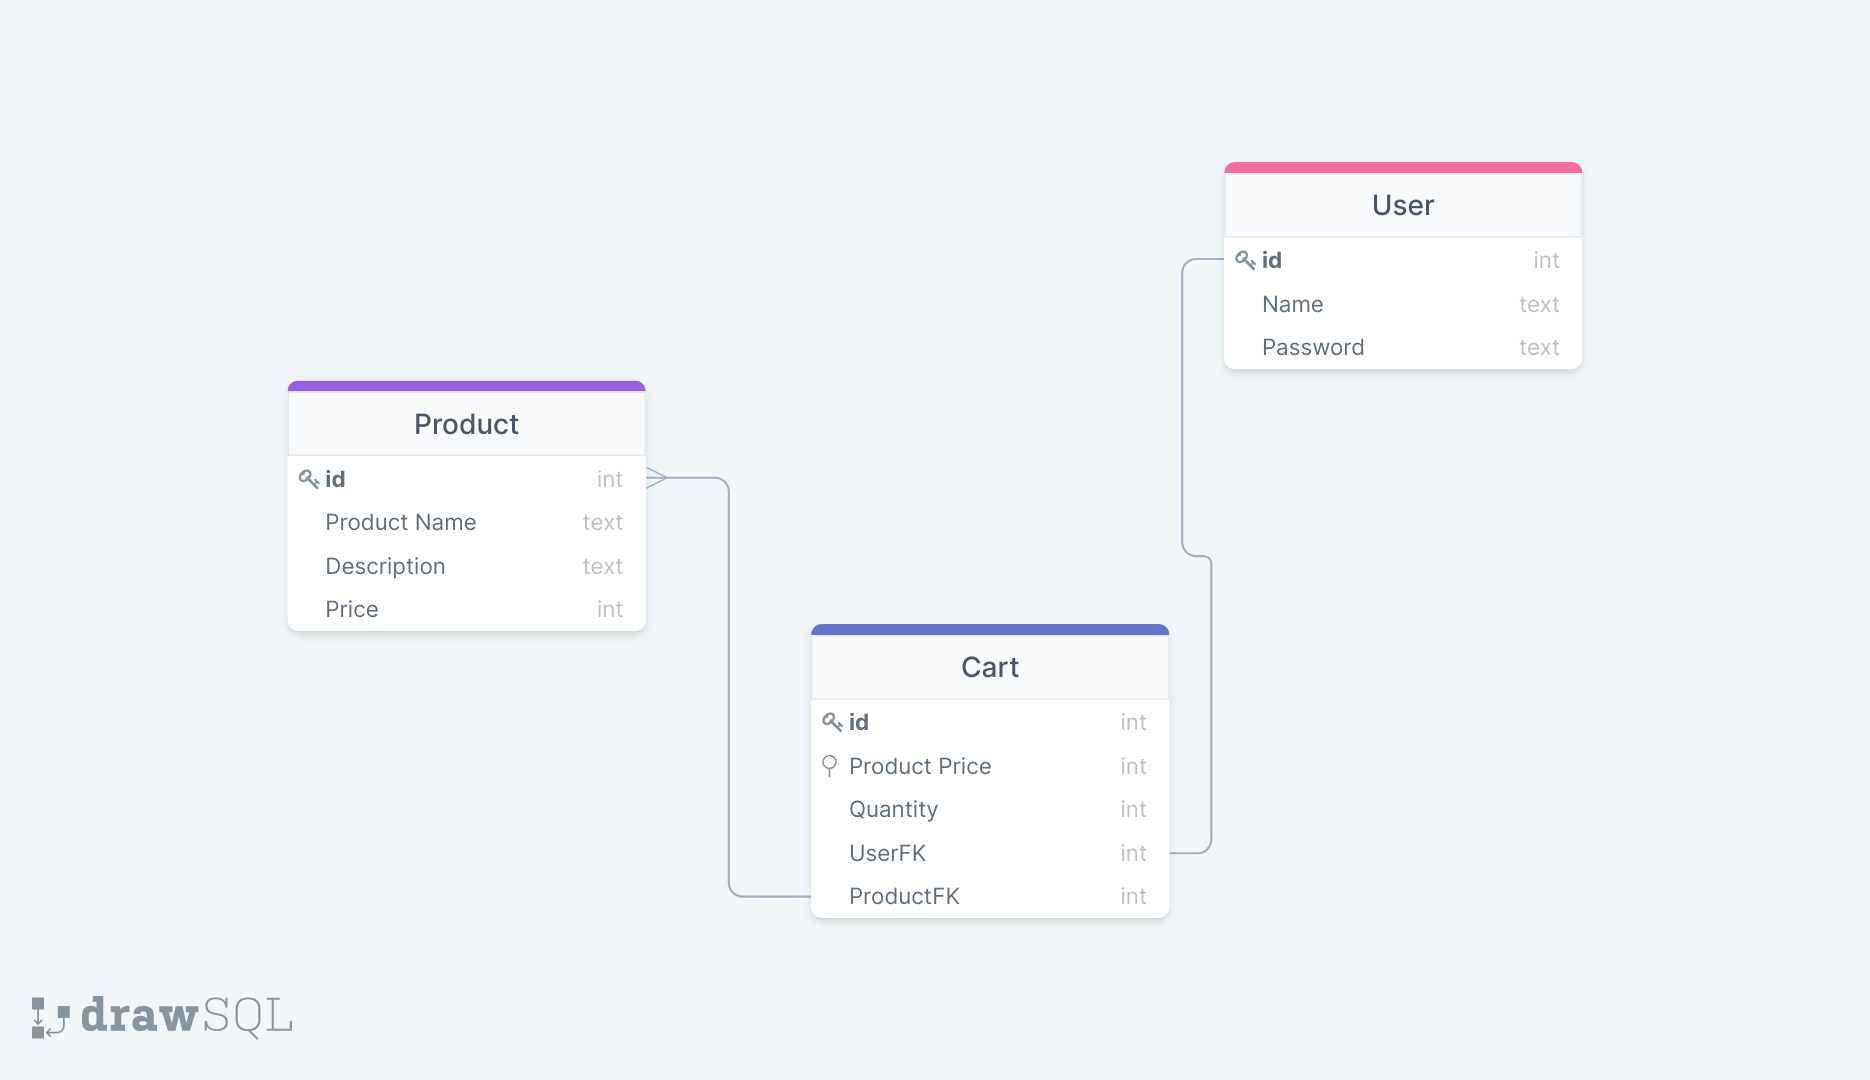 User
id int
Name text
Password text
Product
id int
Product Name text
Description text
Price int
Cart
id int
Product Price int
Quantity int
UserFK int
ProductFK int
drawSQL